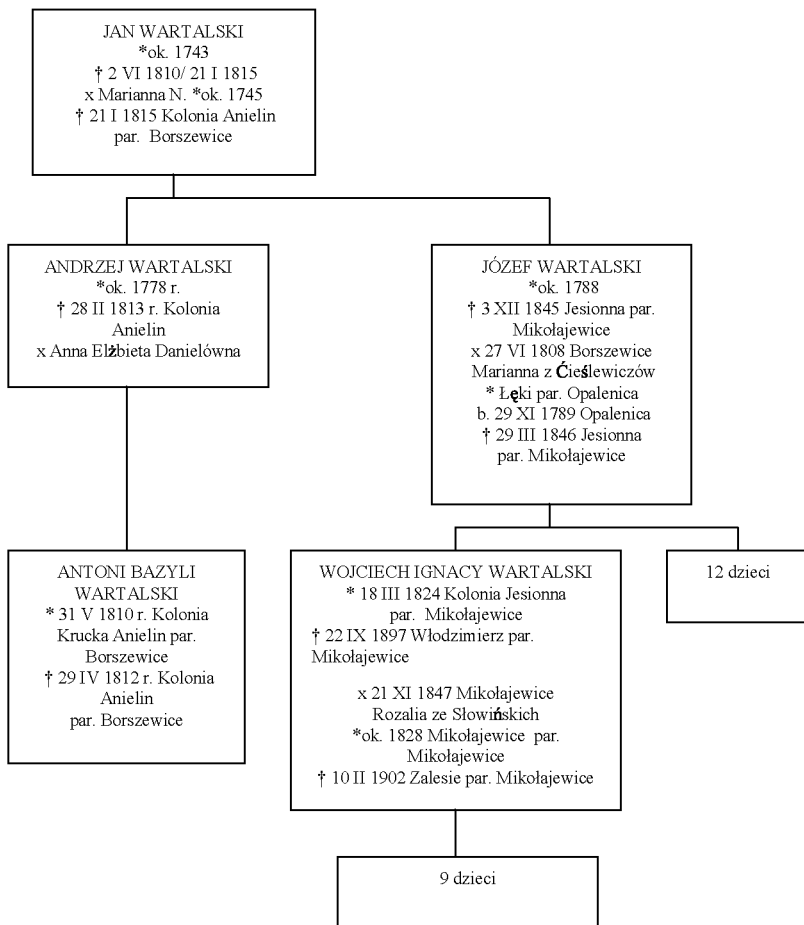 JAN WARTALSKI
*ok. 1743
† 2 VI 1810/ 21 I 1815
x Marianna N. *ok. 1745
† 21 I 1815 Kolonia Anielin
par. Borszewice
ANDRZEJ WARTALSKI
*ok. 1778 r.
† 28 II 1813 r. Kolonia
Anielin
x Anna Elżbieta Danielówna
JÓZEF WARTALSKI
*ok. 1788
† 3 XII 1845 Jesionna par.
Mikołajewice
x 27 VI 1808 Borszewice
Marianna z Ćieślewiczów
* Łęki par. Opalenica
b. 29 XI 1789 Opalenica
† 29 III 1846 Jesionna
par. Mikołajewice
ANTONI BAZYLI
WARTALSKI
* 31 V 1810 r. Kolonia
Krucka Anielin par.
Borszewice
† 29 IV 1812 r. Kolonia
Anielin
par. Borszewice
WOJCIECH IGNACY WARTALSKI
* 18 III 1824 Kolonia Jesionna
par. Mikołajewice
† 22 IX 1897 Włodzimierz par.
Mikołajewice
x 21 XI 1847 Mikołajewice
Rozalia ze Słowińskich
*ok. 1828 Mikołajewice par.
Mikołajewice
† 10 II 1902 Zalesie par. Mikołajewice
12 dzieci
9 dzieci